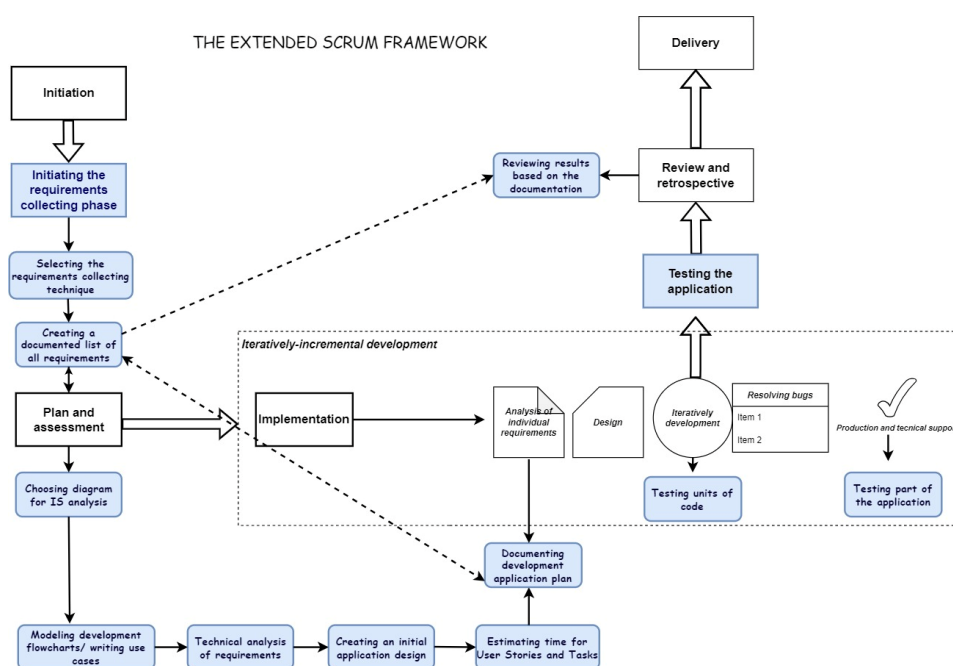 THE EXTENDED SCRUM FRAMEWORK
Delivery
Initiation
Initiating the
requirements
collecting phase
Reviewing results
based on the
documentation
Review and
retrospective
Selecting the
requirements collecting
technique
Testing the
application
Creating a
documented list of
all requirements
Iteratively-incremental development
Plan and
assessment
Implementation
Analysis of
individual
requirements
Design
Iteratively
development
Resolving bugs
Item 1
Item 2
Production and tecnical support
Choosing diagram
for IS analysis
Testing units of
code
Testing part of
the application
Documenting
development
application plan
Modeling development
flowcharts/ writing use
cases
Technical analysis
of requirements
Creating an initial
application design
Estimating time for
User Stories and Tasks